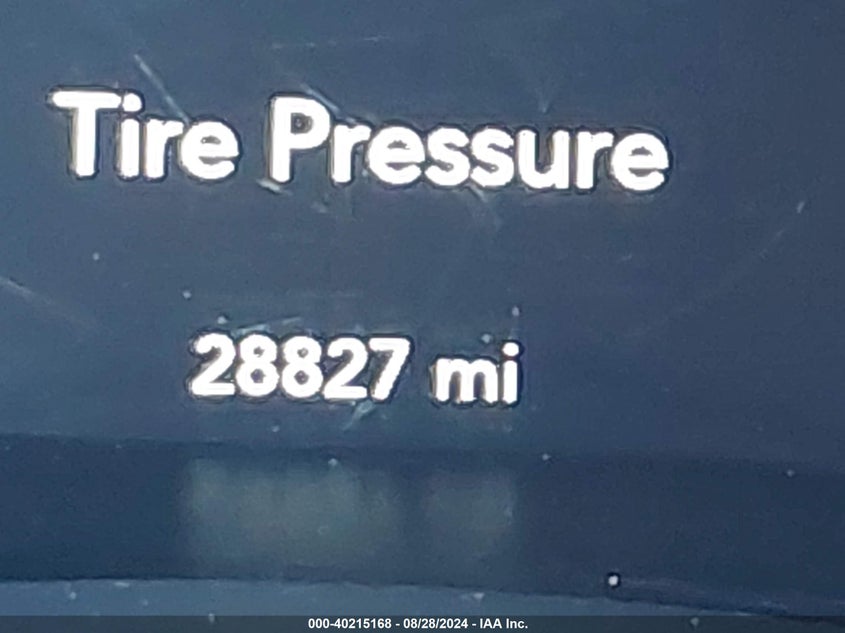 Tire Pressure
28827 mi
000-40215168 - 08/28/2024 - IAA Inc.